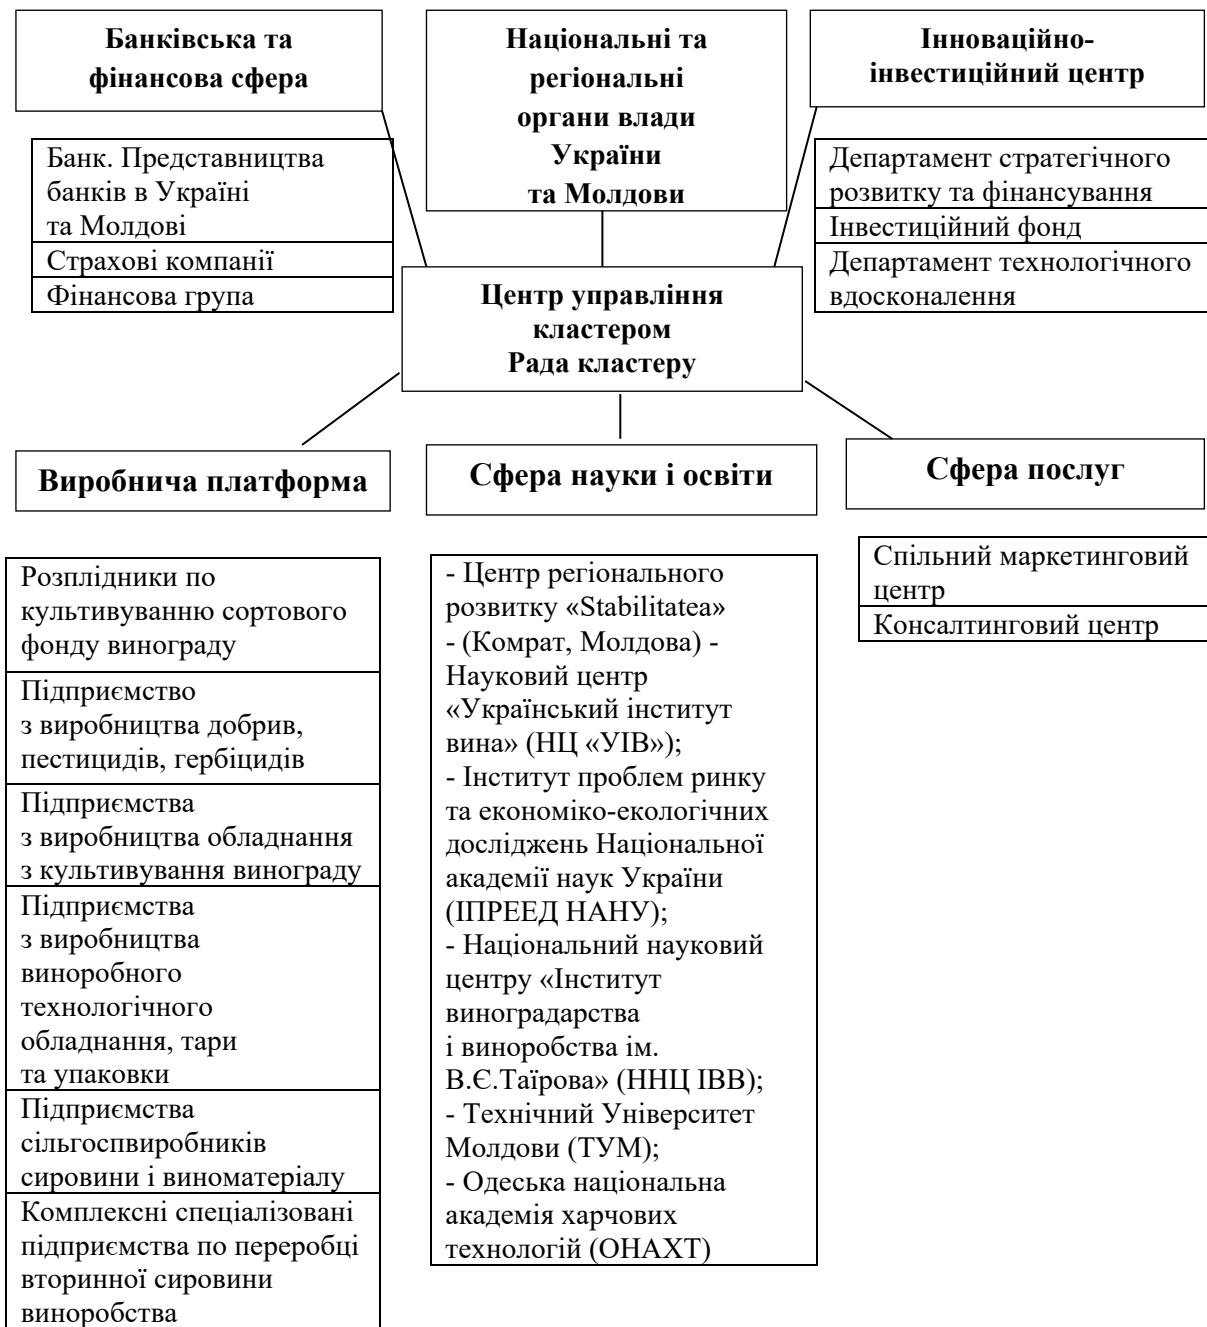 Банківська та
фінансова сфера
Національні та
регіональні
органи влади
України
та Молдови
Інноваційно-
інвестиційний центр
Банк. Представництва
банків в Україні
та Молдові
Страхові компанії
Фінансова група
Департамент стратегічного
розвитку та фінансування
Інвестиційний фонд
Департамент технологічного
вдосконалення
Центр управління
кластером
Рада кластеру
Виробнича платформа
Сфера науки і освіти
Сфера послуг
Розплідники по
культивуванню сортового
фонду винограду
Підприємство
з виробництва добрив,
пестицидів, гербіцидів
Підприємства
з виробництва обладнання
з культивування винограду
Підприємства
з виробництва
виноробного
технологічного
обладнання, тари
та упаковки
Підприємства
сільгоспвиробників
сировини і виноматеріалу
Комплексні спеціалізовані
підприємства по переробці
вторинної сировини
виноробства
- Центр регіонального
розвитку «Stabilitatea»
- (Комрат, Молдова) -
Науковий центр
«Український інститут
вина» (НЦ «УІВ»);
- Інститут проблем ринку
та економіко-екологічних
досліджень Національної
академії наук України
(ІПРЕЕД НАНУ);
- Національний науковий
центру «Інститут
виноградарства
і виноробства ім.
В.Є.Таїрова» (ННЦ ІВВ);
- Технічний Університет
Молдови (ТУМ);
- Одеська національна
академія харчових
технологій (ОНАХТ)
Спільний маркетинговий
центр
Консалтинговий центр